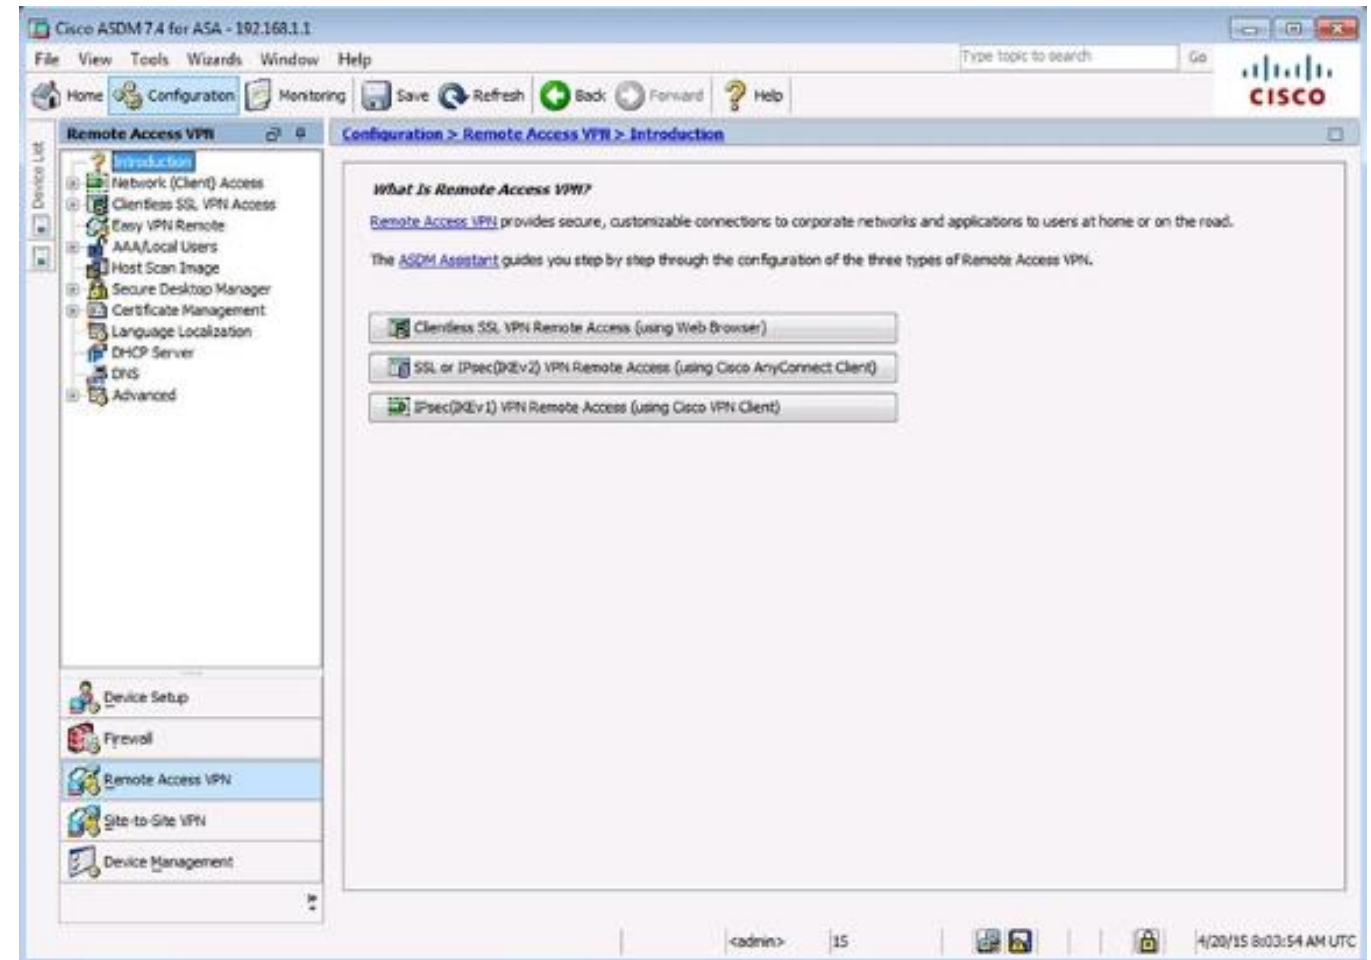 Cisco ASDM 7.4 for ASA - 192.168.1.1
File View Tools Wizards Window Help
Type topic to search Go
Home Configuration Monitoring Save Refresh Back Forward Help
CISCO
Device List
Remote Access VPN
Introduction
Network (Client) Access
Clientless SSL VPN Access
Easy VPN Remote
AAA/Local Users
Host Scan Image
Secure Desktop Manager
Certificate Management
Language Localization
DHCP Server
DNS
Advanced
Device Setup
Firewall
Remote Access VPN
Site-to-Site VPN
Device Management
Configuration > Remote Access VPN > Introduction
What Is Remote Access VPN?
Remote Access VPN provides secure, customizable connections to corporate networks and applications to users at home or on the road.
The ASDM Assistant guides you step by step through the configuration of the three types of Remote Access VPN.
Clientless SSL VPN Remote Access (using Web Browser)
SSL or IPsec(IKEv2) VPN Remote Access (using Cisco AnyConnect Client)
IPsec(IKEv1) VPN Remote Access (using Cisco VPN Client)
<admin> 15 4/20/15 8:03:54 AM UTC